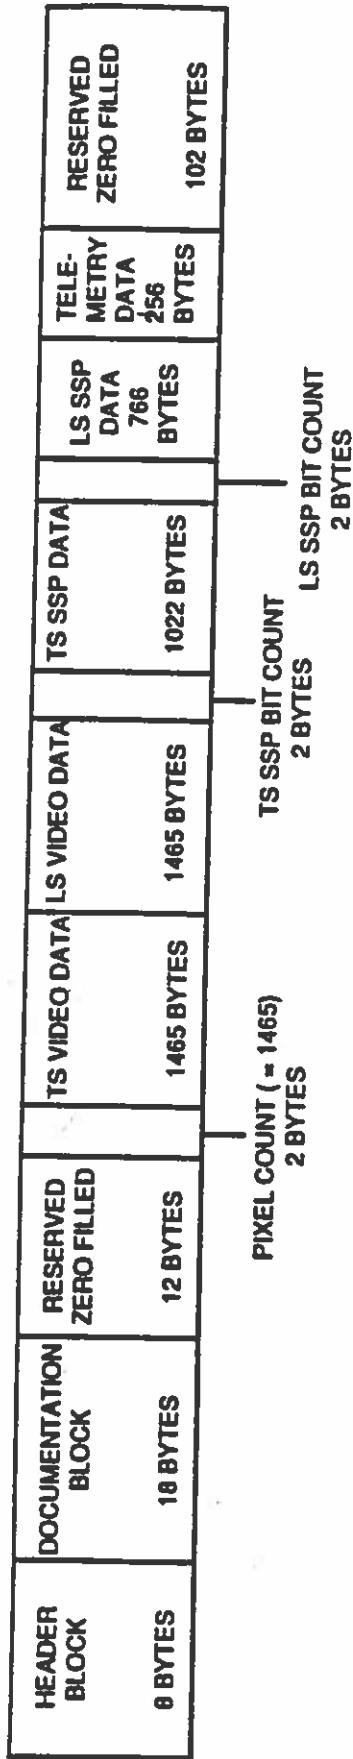 HEADER
BLOCK
8 BYTES
DOCUMENTATION
BLOCK
18 BYTES
RESERVED
ZERO FILLED
12 BYTES
PIXEL COUNT ( = 1465)
2 BYTES
TS VIDEO DATA
1465 BYTES
LS VIDEO DATA
1465 BYTES
TS SSP BIT COUNT
2 BYTES
TS SSP DATA
1022 BYTES
LS SSP BIT COUNT
2 BYTES
LS SSP
DATA
766
BYTES
TELE-
METRY
DATA
256
BYTES
RESERVED
ZERO FILLED
102 BYTES